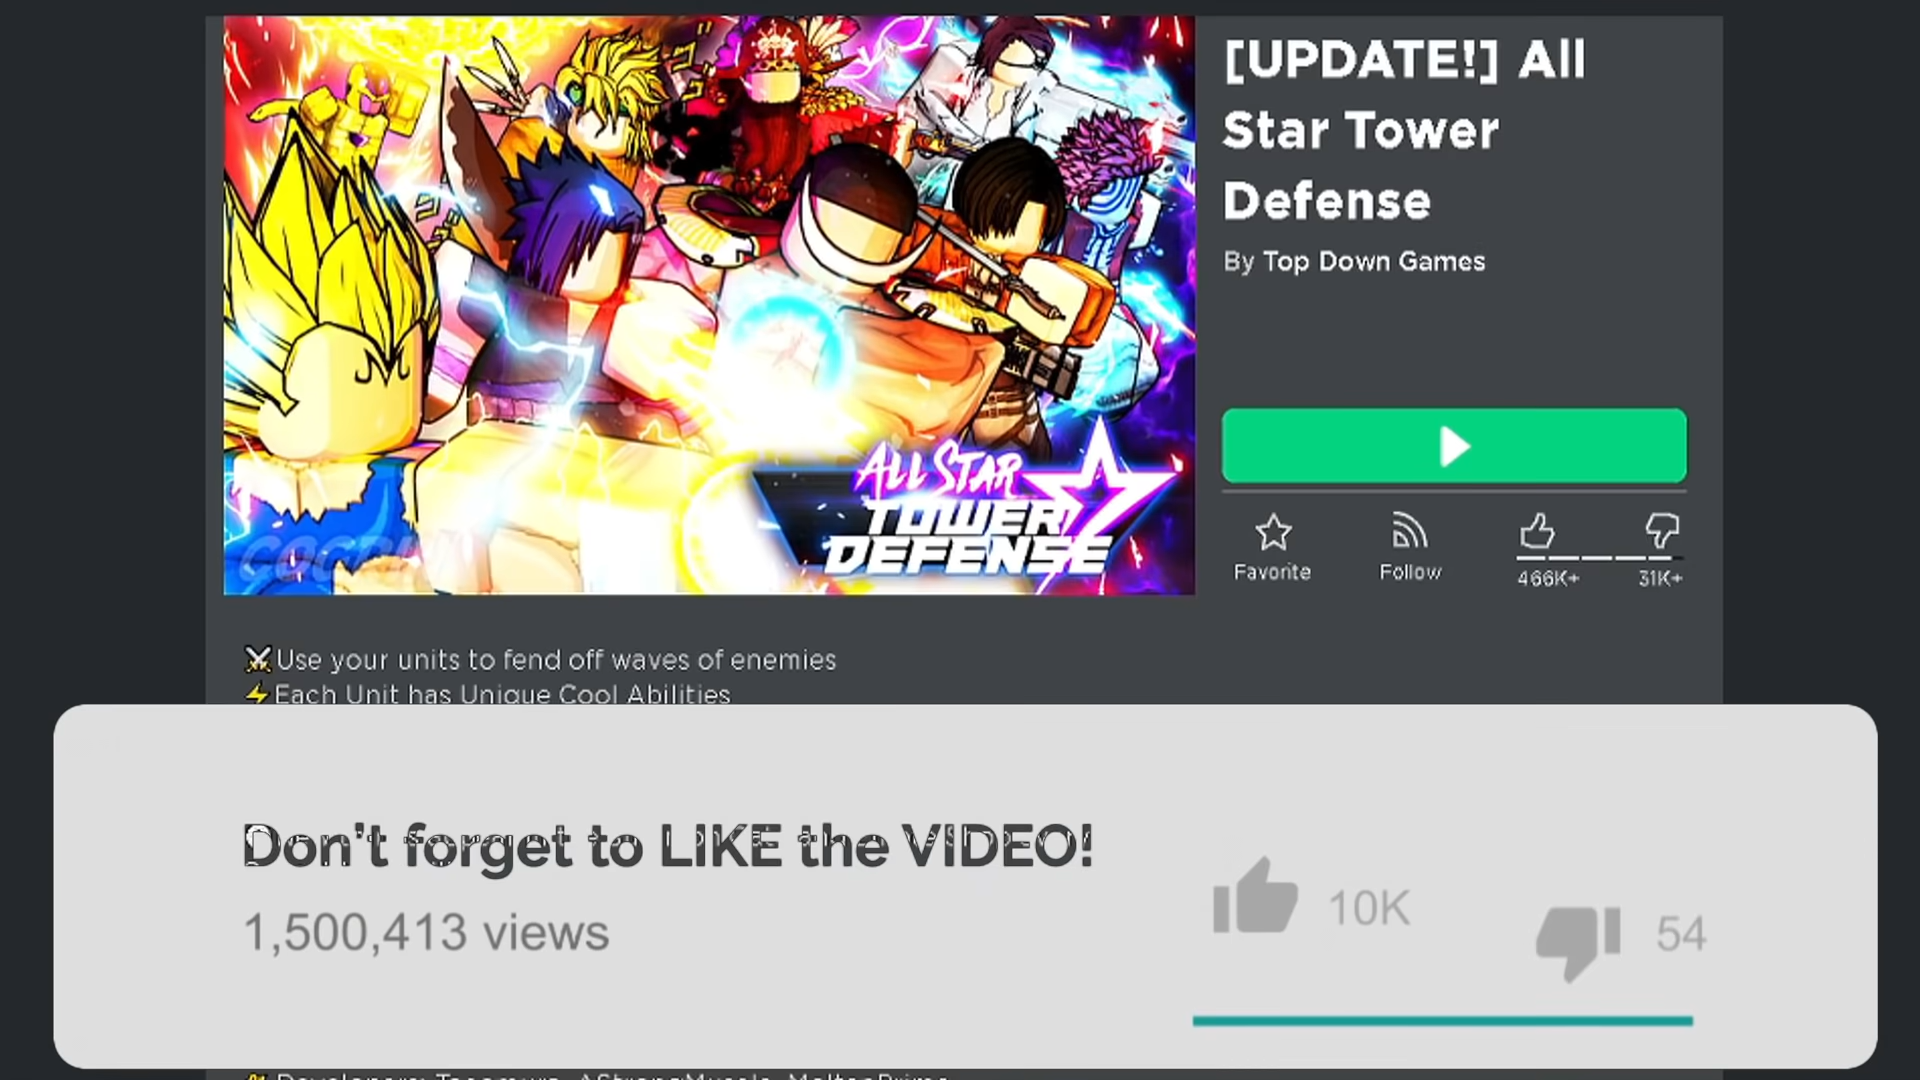 [UPDATE!] All
Star Tower
Defense
By Top Down Games
ALL STAR
TOWER
DEFENSE
Favorite
Follow
466K+
31K+
Use your units to fend off waves of enemies
Each Unit has Unique Cool Abilities
Don't forget to LIKE the VIDEO!
1,500,413 views
10K
54